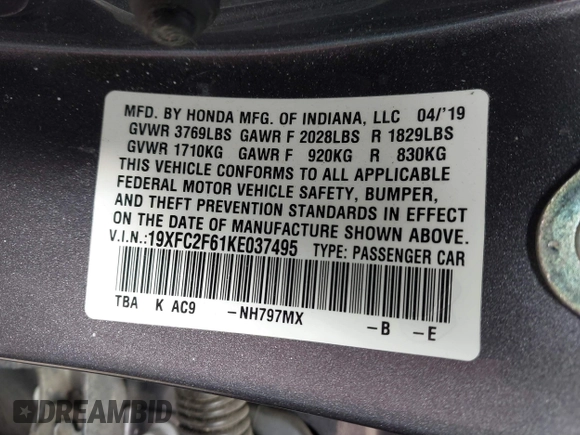 MFD. BY HONDA MFG. OF INDIANA, LLC 04/'19
GVWR 3769LBS GAWR F 2028LBS R 1829LBS
GVWR 1710KG GAWR F 920KG R 830KG
THIS VEHICLE CONFORMS TO ALL APPLICABLE
FEDERAL MOTOR VEHICLE SAFETY, BUMPER,
AND THEFT PREVENTION STANDARDS IN EFFECT
ON THE DATE OF MANUFACTURE SHOWN ABOVE.
V.I.N.:19XFC2F61KE037495 TYPE: PASSENGER CAR
TBA K AC9 -NH797MX -B -E
DREAMBID